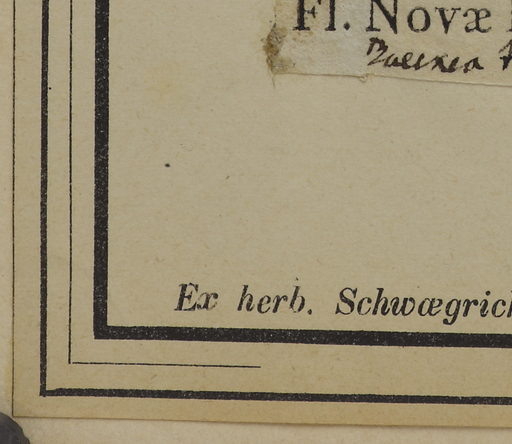 Fl. Novæ
Ex herb. Schwægrich